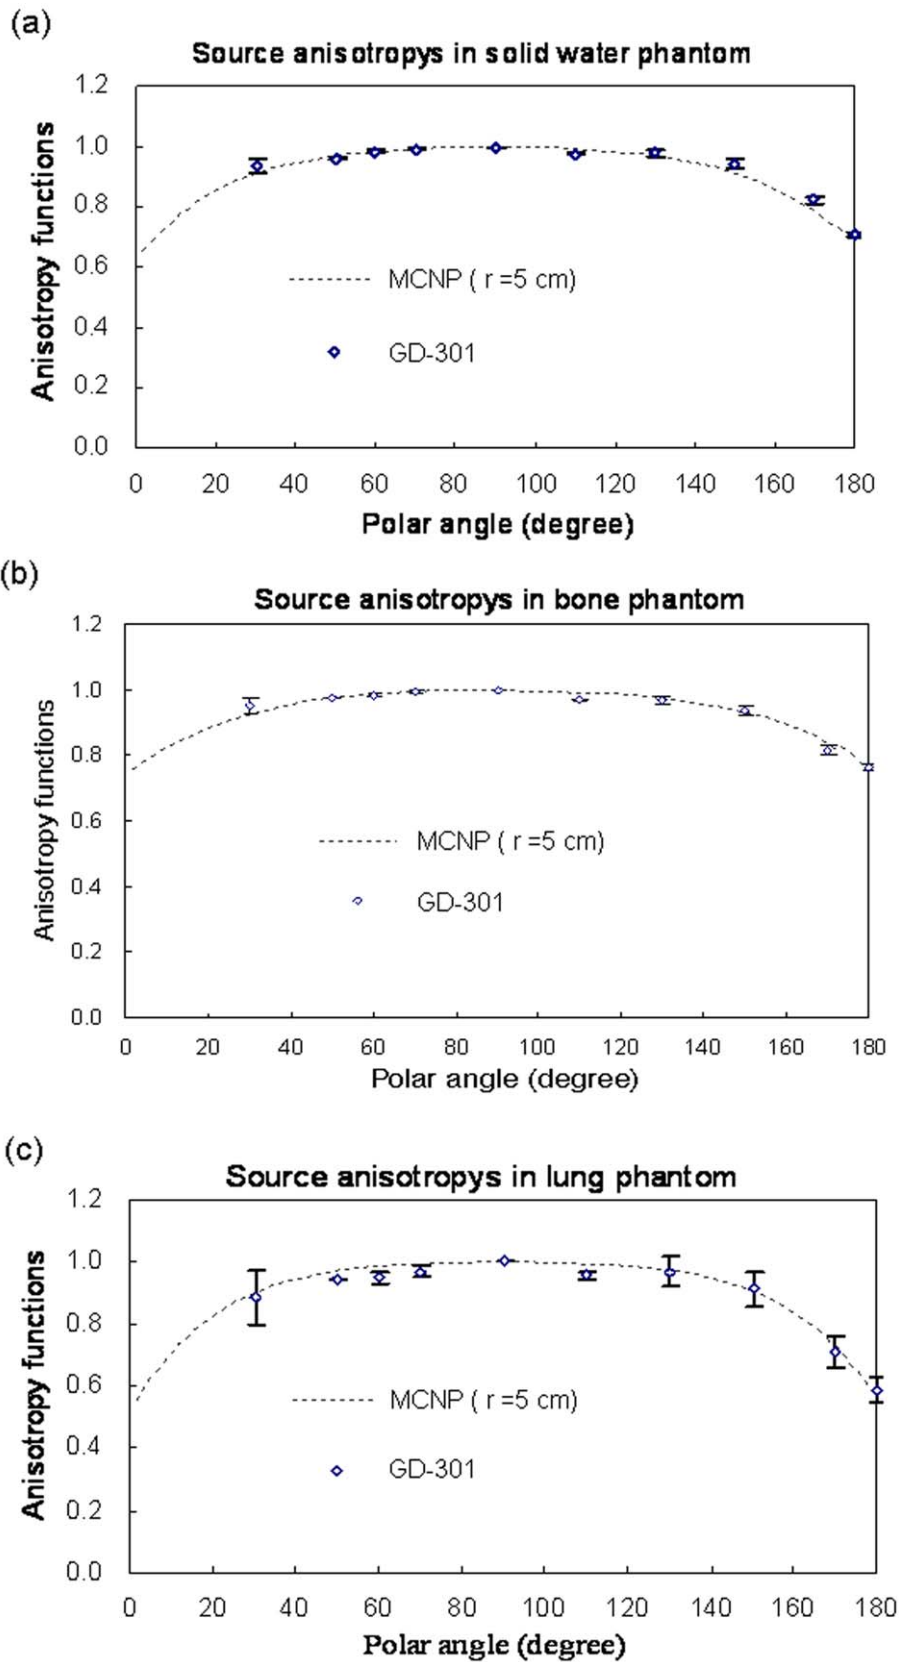 (a)
Source anisotropys in solid water phantom
Anisotropy functions
1.2
1.0
0.8
0.6
0.4
0.2
0.0
MCNP ( r =5 cm)
GD-301
0 20 40 60 80 100 120 140 160 180
Polar angle (degree)
(b)
Source anisotropys in bone phantom
Anisotropy functions
1.2
1.0
0.8
0.6
0.4
0.2
0.0
MCNP ( r =5 cm)
GD-301
0 20 40 60 80 100 120 140 160 180
Polar angle (degree)
(c)
Source anisotropys in lung phantom
Anisotropy functions
1.2
1.0
0.8
0.6
0.4
0.2
0.0
MCNP ( r =5 cm)
GD-301
0 20 40 60 80 100 120 140 160 180
Polar angle (degree)